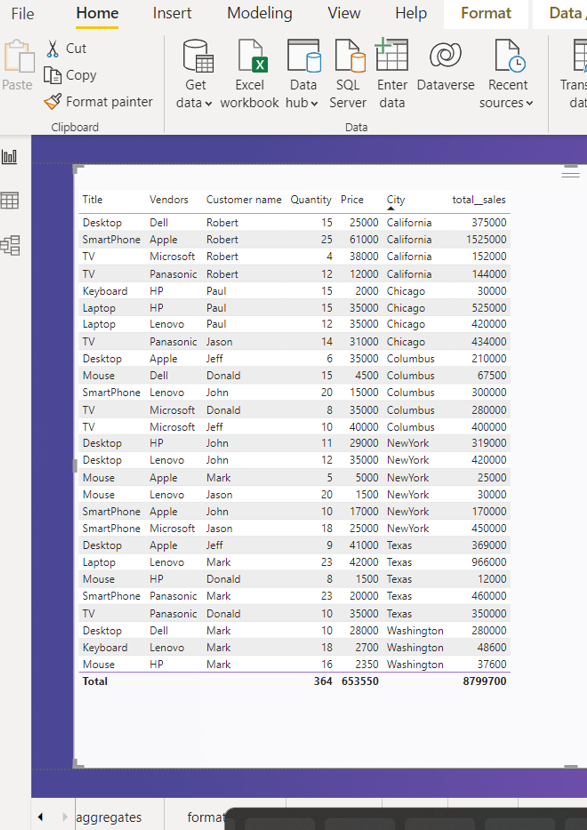 File Home Insert Modeling View Help Format Data /
Paste Cut
Copy
Format painter
Get data Excel workbook Data hub SQL Server Enter data Dataverse Recent sources
Clipboard Data
Title Vendors Customer name Quantity Price City total_sales
Desktop Dell Robert 15 25000 California 375000
SmartPhone Apple Robert 25 61000 California 1525000
TV Microsoft Robert 4 38000 California 152000
TV Panasonic Robert 12 12000 California 144000
Keyboard HP Paul 15 2000 Chicago 30000
Laptop HP Paul 15 35000 Chicago 525000
Laptop Lenovo Paul 12 35000 Chicago 420000
TV Panasonic Jason 14 31000 Chicago 434000
Desktop Apple Jeff 6 35000 Columbus 210000
Mouse Dell Donald 15 4500 Columbus 67500
SmartPhone Lenovo John 20 15000 Columbus 300000
TV Microsoft Donald 8 35000 Columbus 280000
TV Microsoft Jeff 10 40000 Columbus 400000
Desktop HP John 11 29000 NewYork 319000
Desktop Lenovo John 12 35000 NewYork 420000
Mouse Apple Mark 5 5000 NewYork 25000
Mouse Lenovo Jason 20 1500 NewYork 30000
SmartPhone Apple John 10 17000 NewYork 170000
SmartPhone Microsoft Jason 18 25000 NewYork 450000
Desktop Apple Jeff 9 41000 Texas 369000
Laptop Lenovo Mark 23 42000 Texas 966000
Mouse HP Donald 8 1500 Texas 12000
SmartPhone Panasonic Mark 23 20000 Texas 460000
TV Panasonic Donald 10 35000 Texas 350000
Desktop Dell Mark 10 28000 Washington 280000
Keyboard Lenovo Mark 18 2700 Washington 48600
Mouse HP Mark 16 2350 Washington 37600
Total 364 653550 8799700
aggregates format